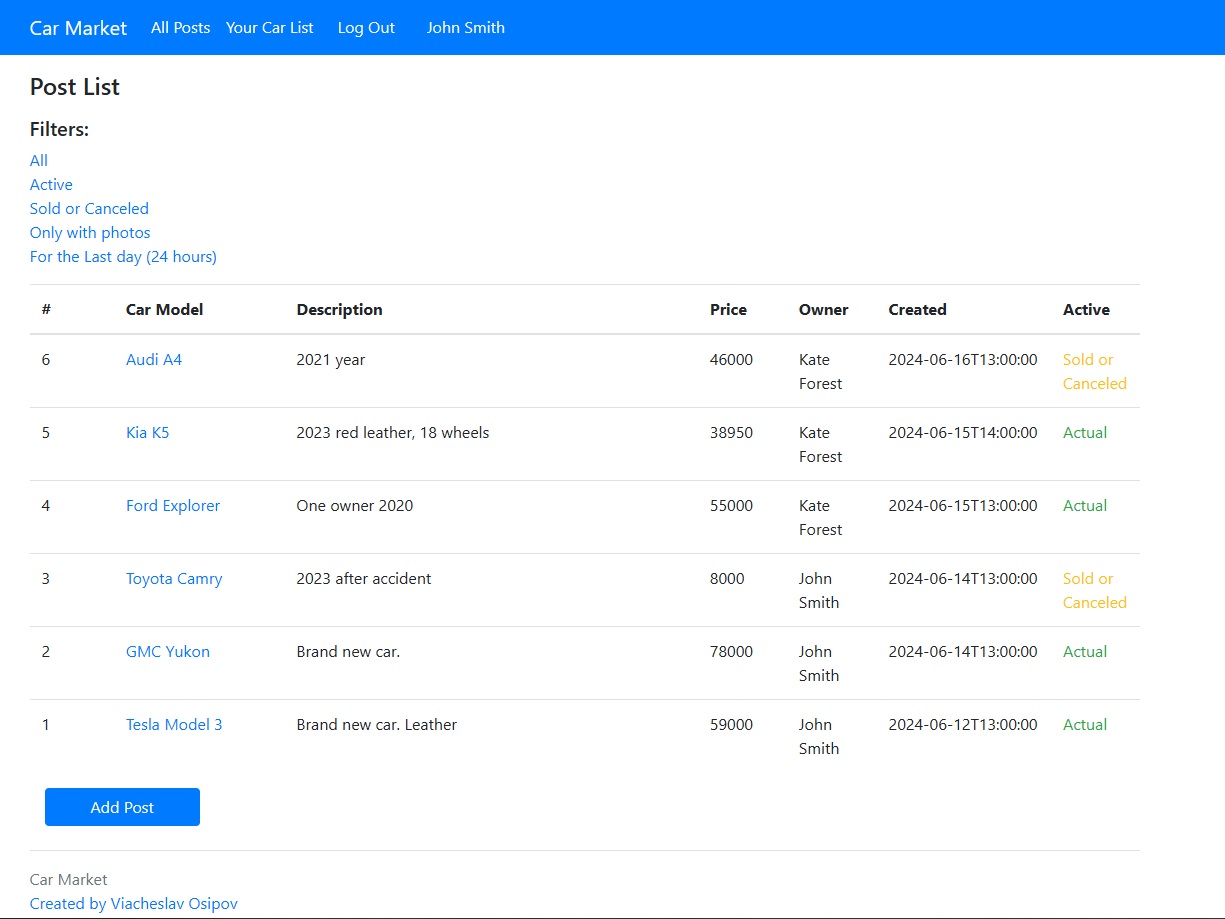 Car Market All Posts Your Car List Log Out John Smith
Post List
Filters:
All
Active
Sold or Canceled
Only with photos
For the Last day (24 hours)
# Car Model Description Price Owner Created Active
6 Audi A4 2021 year 46000 Kate 2024-06-16T13:00:00 Sold or
Forest Canceled
5 Kia K5 2023 red leather, 18 wheels 38950 Kate 2024-06-15T14:00:00 Actual
Forest
4 Ford Explorer One owner 2020 55000 Kate 2024-06-15T13:00:00 Actual
Forest
3 Toyota Camry 2023 after accident 8000 John 2024-06-14T13:00:00 Sold or
Smith Canceled
2 GMC Yukon Brand new car. 78000 John 2024-06-14T13:00:00 Actual
Smith
1 Tesla Model 3 Brand new car. Leather 59000 John 2024-06-12T13:00:00 Actual
Smith
Add Post
Car Market
Created by Viacheslav Osipov